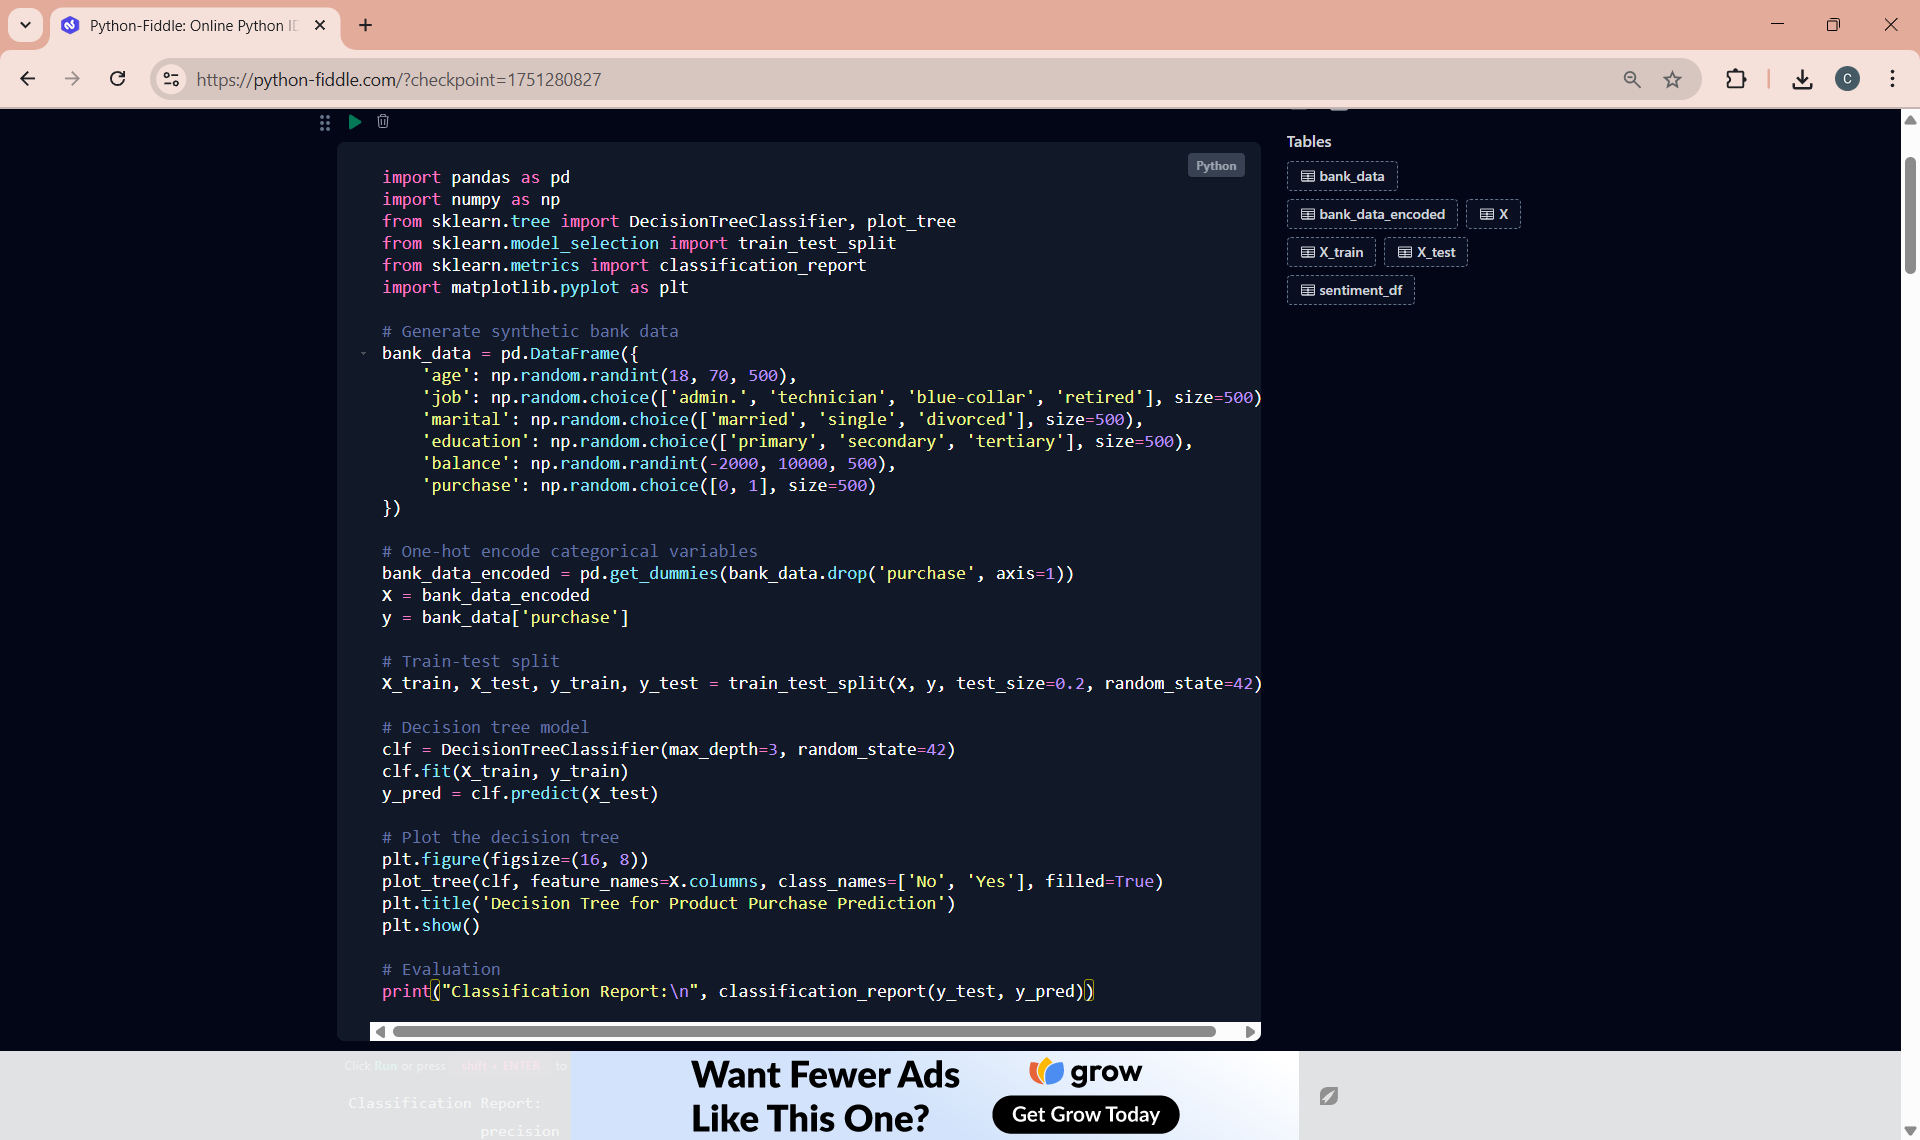 Python-Fiddle: Online Python I
https://python-fiddle.com/?checkpoint=1751280827
C
Python
import pandas as pd
import numpy as np
from sklearn.tree import DecisionTreeClassifier, plot_tree
from sklearn.model_selection import train_test_split
from sklearn.metrics import classification_report
import matplotlib.pyplot as plt
# Generate synthetic bank data
bank_data = pd.DataFrame({
    'age': np.random.randint(18, 70, 500),
    'job': np.random.choice(['admin.', 'technician', 'blue-collar', 'retired'], size=500)
    'marital': np.random.choice(['married', 'single', 'divorced'], size=500),
    'education': np.random.choice(['primary', 'secondary', 'tertiary'], size=500),
    'balance': np.random.randint(-2000, 10000, 500),
    'purchase': np.random.choice([0, 1], size=500)
})
# One-hot encode categorical variables
bank_data_encoded = pd.get_dummies(bank_data.drop('purchase', axis=1))
X = bank_data_encoded
y = bank_data['purchase']
# Train-test split
X_train, X_test, y_train, y_test = train_test_split(X, y, test_size=0.2, random_state=42)
# Decision tree model
clf = DecisionTreeClassifier(max_depth=3, random_state=42)
clf.fit(X_train, y_train)
y_pred = clf.predict(X_test)
# Plot the decision tree
plt.figure(figsize=(16, 8))
plot_tree(clf, feature_names=X.columns, class_names=['No', 'Yes'], filled=True)
plt.title('Decision Tree for Product Purchase Prediction')
plt.show()
# Evaluation
print("Classification Report:\n", classification_report(y_test, y_pred))
Tables
bank_data
bank_data_encoded X
X_train X_test
sentiment_df
Click Run or press shift + ENTER to
Classification Report:
precision
Want Fewer Ads
Like This One?
grow
Get Grow Today